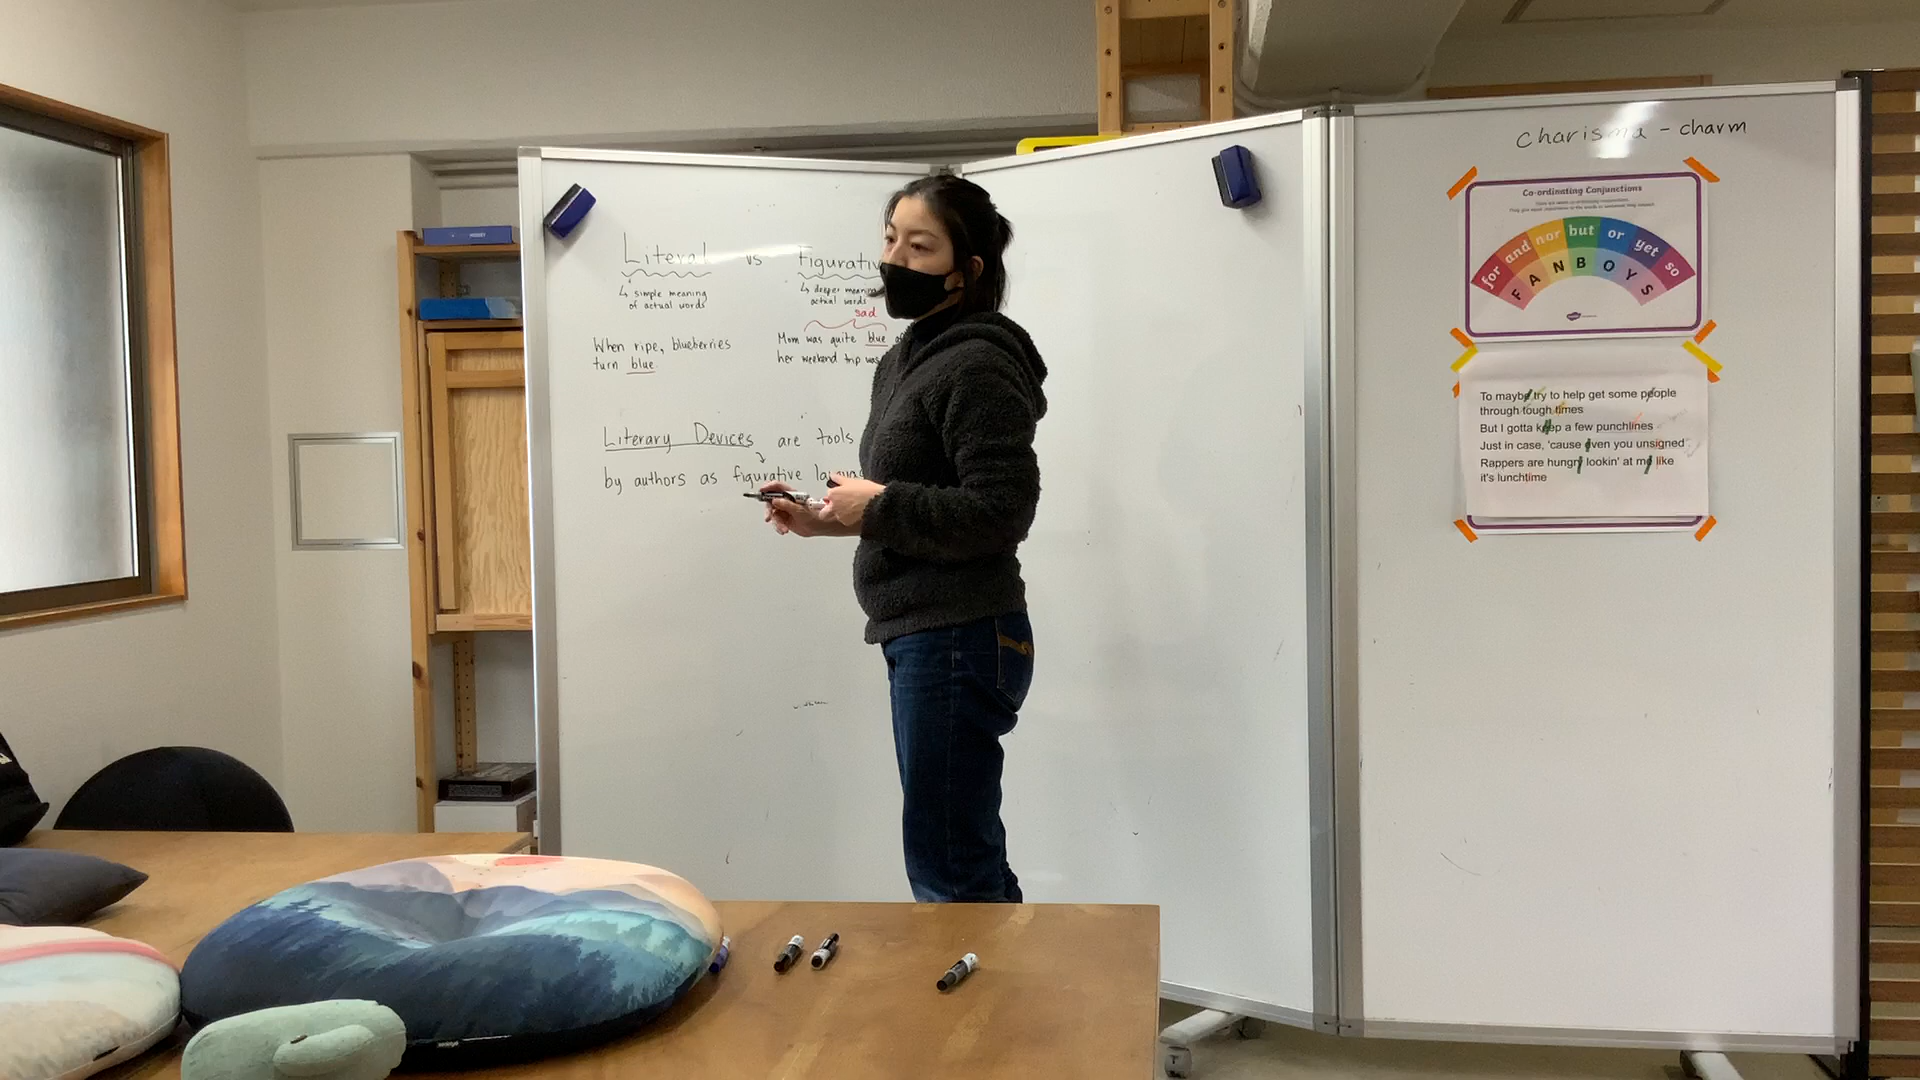 Literal vs Figurativ
↳ simple meaning
of actual words
↳ deeper meaning
actual words
sad
When ripe, blueberries
turn blue.
Mom was quite blue
her weekend trip was
Literary Devices are tools
by authors as figurative
charisma - charm
Co-ordinating Conjunctions
for and nor but or yet so
F A N B O Y S
To maybe try to help get some people
through tough times
But I gotta keep a few punchlines
Just in case, 'cause even you unsigned
Rappers are hungry lookin' at me like
it's lunchtime